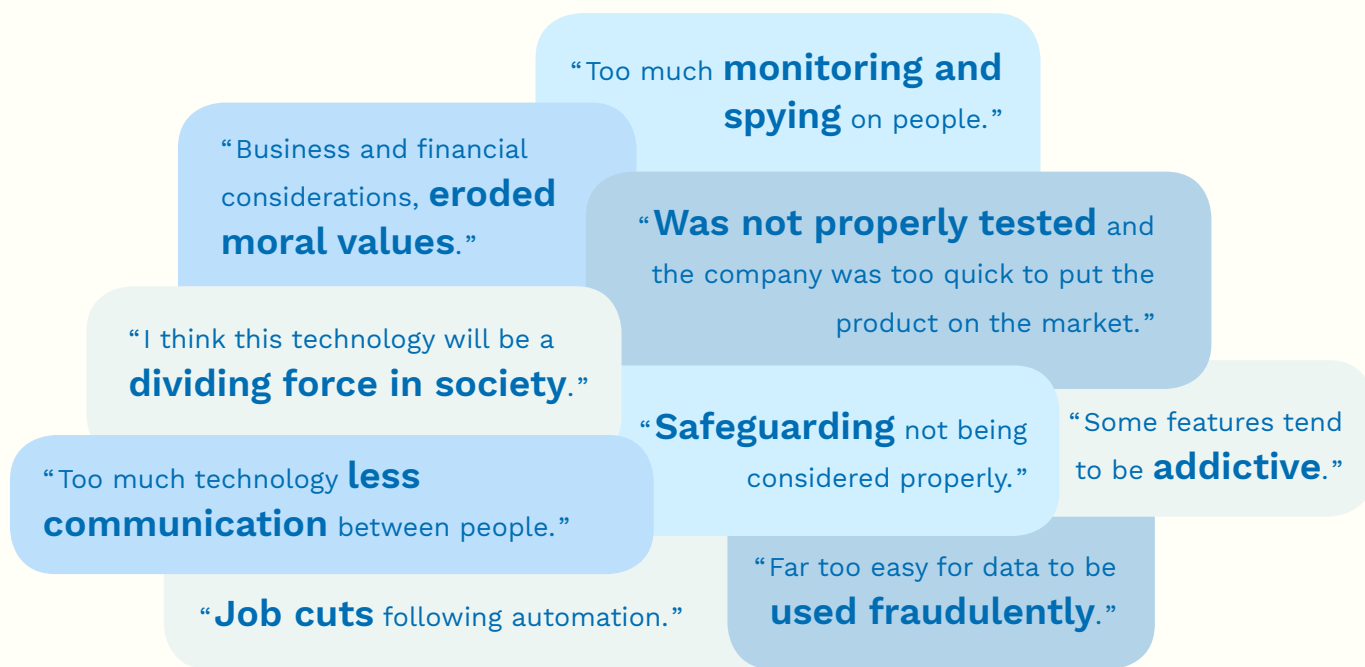 “Too much monitoring and
spying on people.”
“Business and financial
considerations, eroded
moral values.”
“Was not properly tested and
the company was too quick to put the
product on the market.”
“I think this technology will be a
dividing force in society.”
“Safeguarding not being
considered properly.”
“Some features tend
to be addictive.”
“Too much technology less
communication between people.”
“Far too easy for data to be
used fraudulently.”
“Job cuts following automation.”